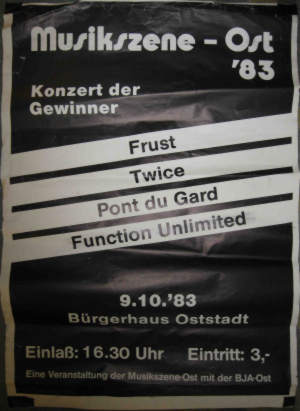 Musikszene - Ost
'83
Konzert der
Gewinner
Frust
Twice
Pont du Gard
Function Unlimited
9.10.'83
Bürgerhaus Oststadt
Einlaß: 16.30 Uhr Eintritt: 3,-
Eine Veranstaltung der Musikszene-Ost mit der BJA-Ost